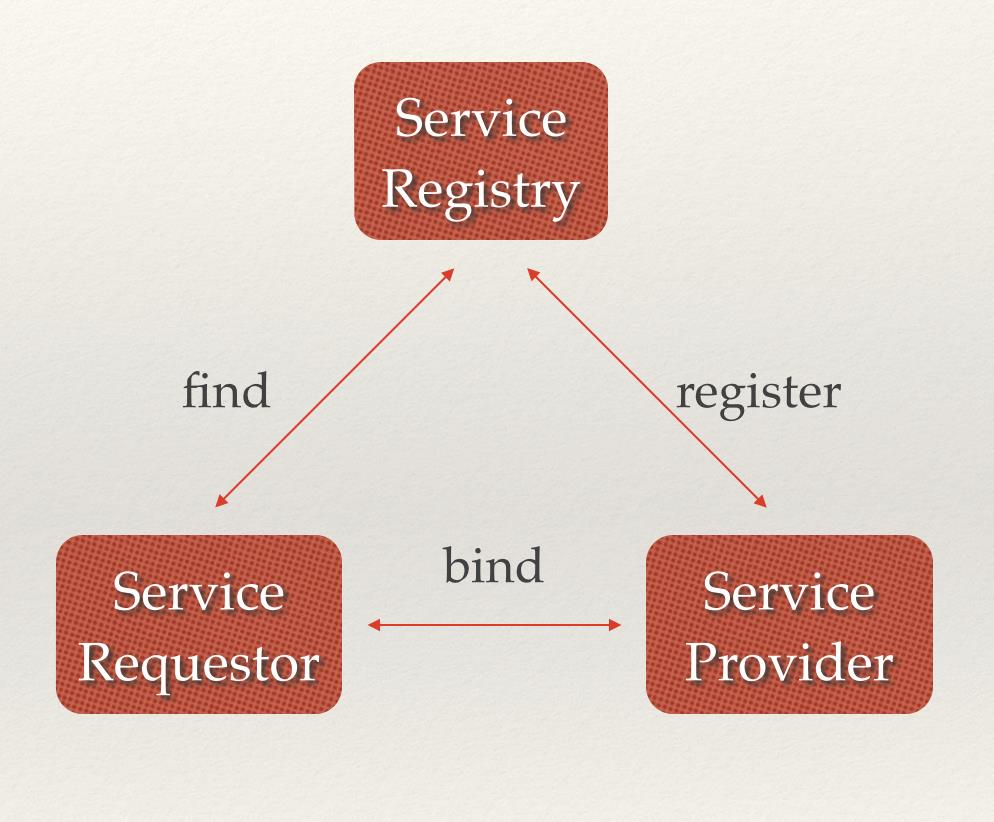 Service
Registry
find
register
bind
Service
Requestor
Service
Provider